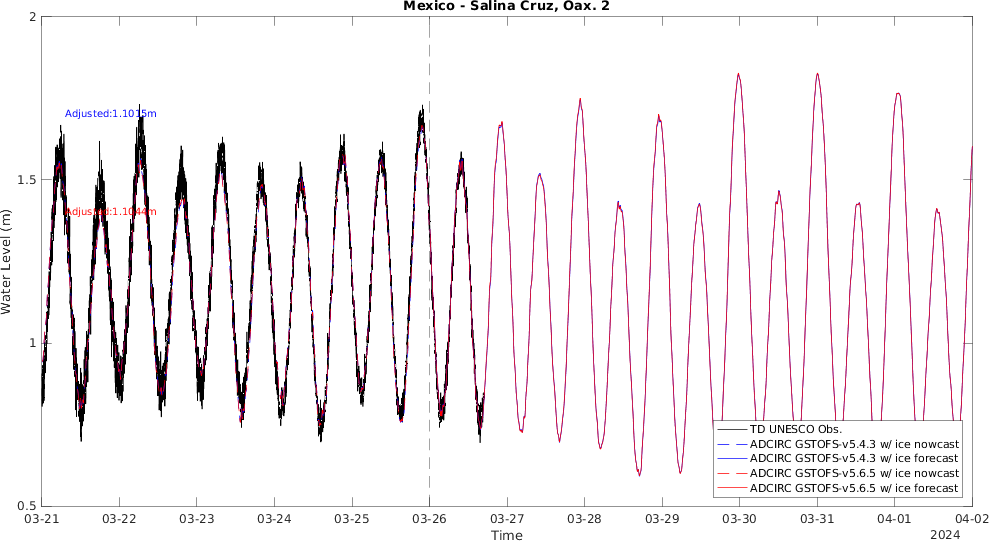 Mexico - Salina Cruz, Oax. 2
2
1.5
1
0.5
Water Level (m)
Adjusted:1.1015m
Adjusted:1.1044m
TD UNESCO Obs.
ADCIRC GSTOFS-v5.4.3 w/ ice nowcast
ADCIRC GSTOFS-v5.4.3 w/ ice forecast
ADCIRC GSTOFS-v5.6.5 w/ ice nowcast
ADCIRC GSTOFS-v5.6.5 w/ ice forecast
03-21 03-22 03-23 03-24 03-25 03-26 03-27 03-28 03-29 03-30 03-31 04-01 04-02
Time
2024